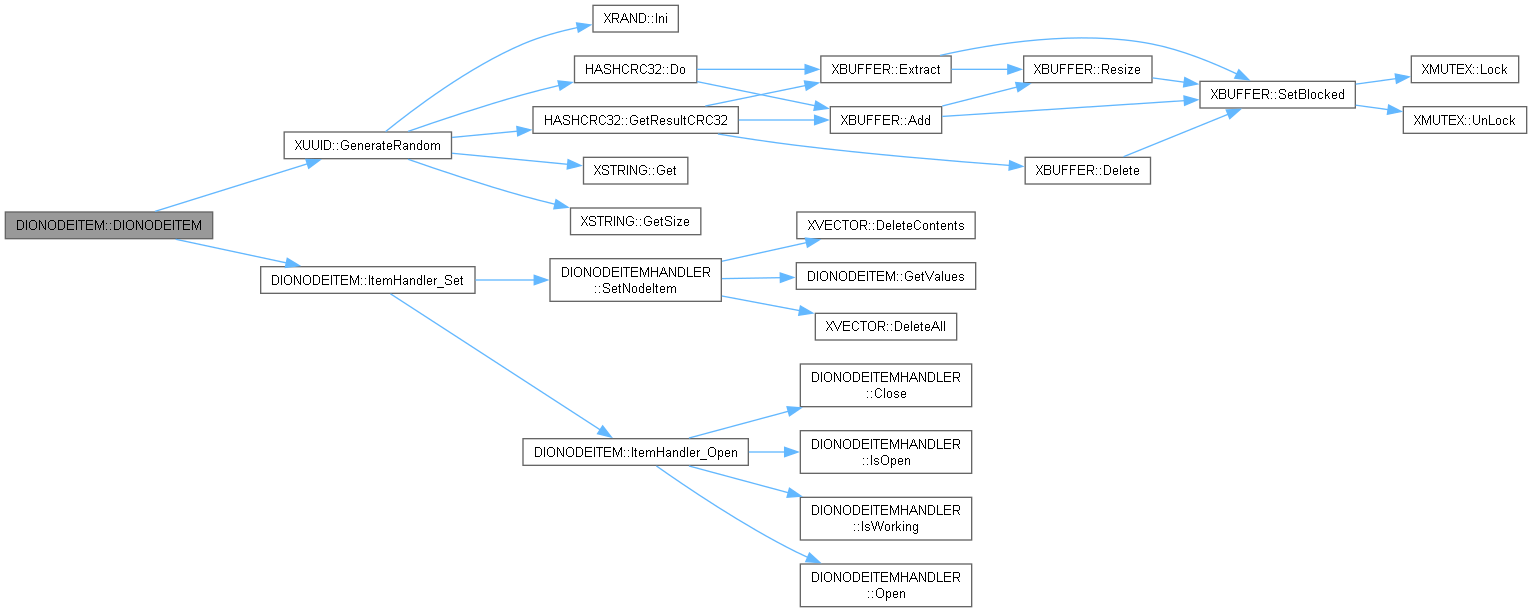 XRAND::Ini
HASHCRC32::Do
XBUFFER::Extract
XBUFFER::Resize
XMUTEX::Lock
XBUFFER::SetBlocked
HASHCRC32::GetResultCRC32
XBUFFER::Add
XMUTEX::UnLock
XUUID::GenerateRandom
XSTRING::Get
XBUFFER::Delete
DIONODEITEM::DIONODEITEM
XSTRING::GetSize
XVECTOR::DeleteContents
DIONODEITEM::ItemHandler_Set
DIONODEITEMHANDLER
::SetNodeItem
DIONODEITEM::GetValues
XVECTOR::DeleteAll
DIONODEITEMHANDLER
::Close
DIONODEITEM::ItemHandler_Open
DIONODEITEMHANDLER
::IsOpen
DIONODEITEMHANDLER
::IsWorking
DIONODEITEMHANDLER
::Open